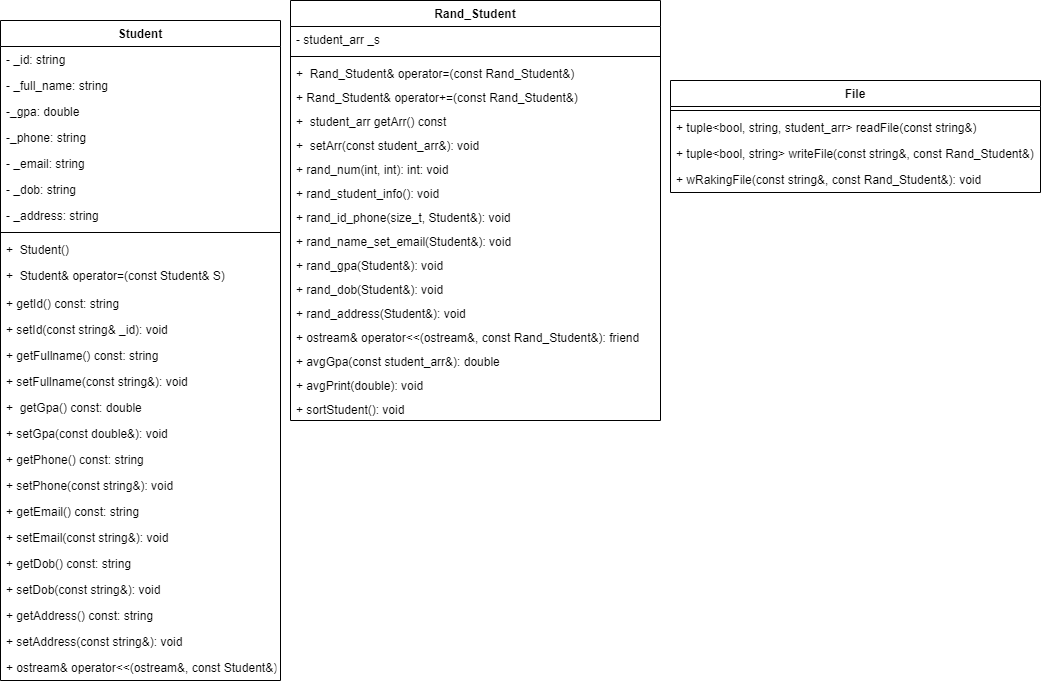 Student
- _id: string
- _full_name: string
-_gpa: double
-_phone: string
- _email: string
- _dob: string
- _address: string
+ Student()
+ Student& operator=(const Student& S)
+ getId() const: string
+ setId(const string& _id): void
+ getFullname() const: string
+ setFullname(const string&): void
+ getGpa() const: double
+ setGpa(const double&): void
+ getPhone() const: string
+ setPhone(const string&): void
+ getEmail() const: string
+ setEmail(const string&): void
+ getDob() const: string
+ setDob(const string&): void
+ getAddress() const: string
+ setAddress(const string&): void
+ ostream& operator<<(ostream&, const Student&)
Rand_Student
- student_arr _s
+ Rand_Student& operator=(const Rand_Student&)
+ Rand_Student& operator+=(const Rand_Student&)
+ student_arr getArr() const
+ setArr(const student_arr&): void
+ rand_num(int, int): int: void
+ rand_student_info(): void
+ rand_id_phone(size_t, Student&): void
+ rand_name_set_email(Student&): void
+ rand_gpa(Student&): void
+ rand_dob(Student&): void
+ rand_address(Student&): void
+ ostream& operator<<(ostream&, const Rand_Student&): friend
+ avgGpa(const student_arr&): double
+ avgPrint(double): void
+ sortStudent(): void
File
+ tuple<bool, string, student_arr> readFile(const string&)
+ tuple<bool, string> writeFile(const string&, const Rand_Student&)
+ wRakingFile(const string&, const Rand_Student&): void